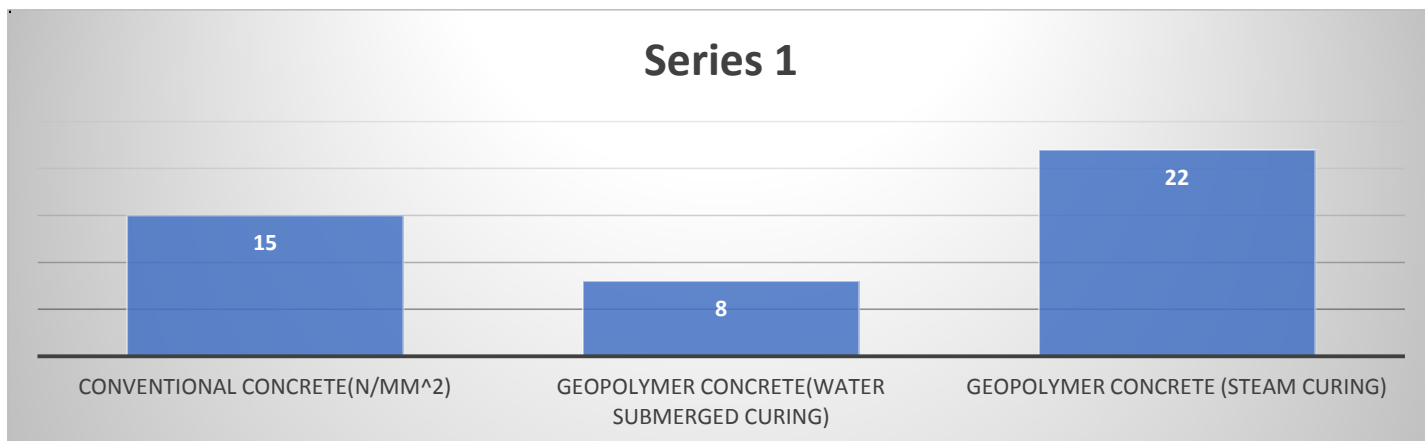 Series 1
15
8
22
CONVENTIONAL CONCRETE(N/MM^2)
GEOPOLYMER CONCRETE(WATER
SUBMERGED CURING)
GEOPOLYMER CONCRETE (STEAM CURING)